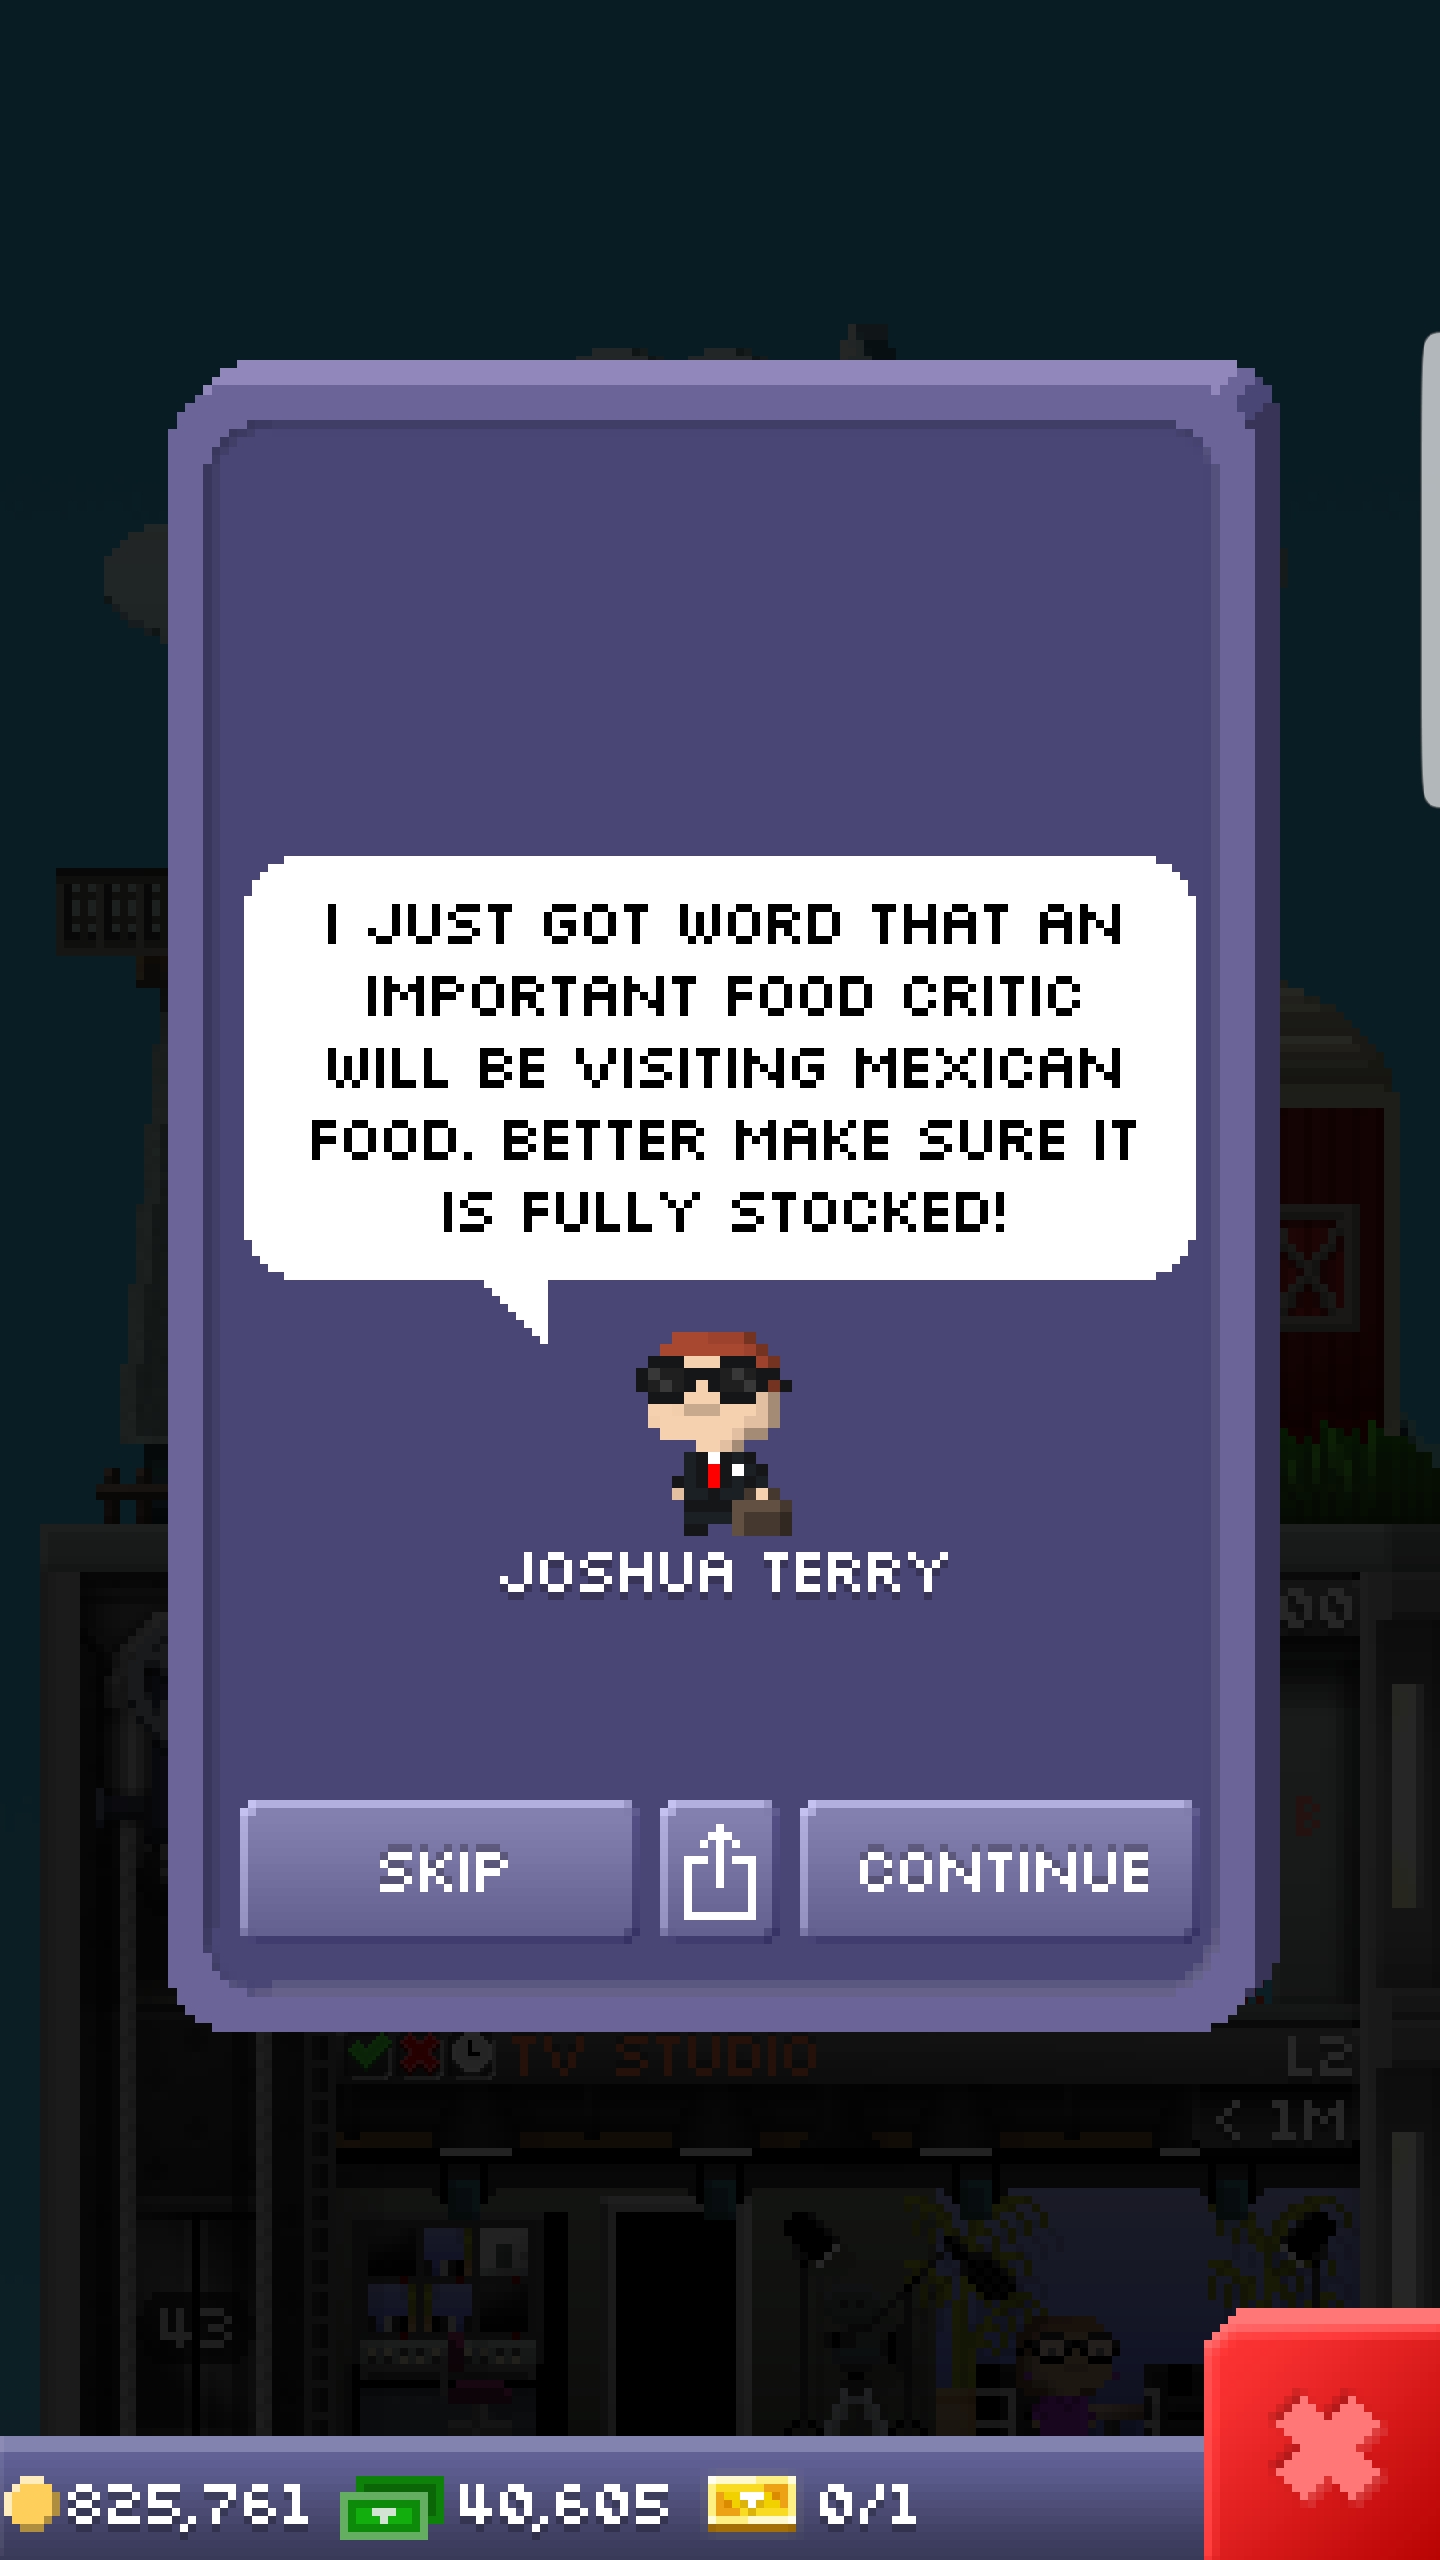 I JUST GOT WORD THAT AN
IMPORTANT FOOD CRITIC
WILL BE VISITING MEXICAN
FOOD. BETTER MAKE SURE IT
IS FULLY STOCKED!
JOSHUA TERRY
00
B
SKIP
CONTINUE
TV STUDIO
L2
< 1M
43
825,761
40,605
0/1